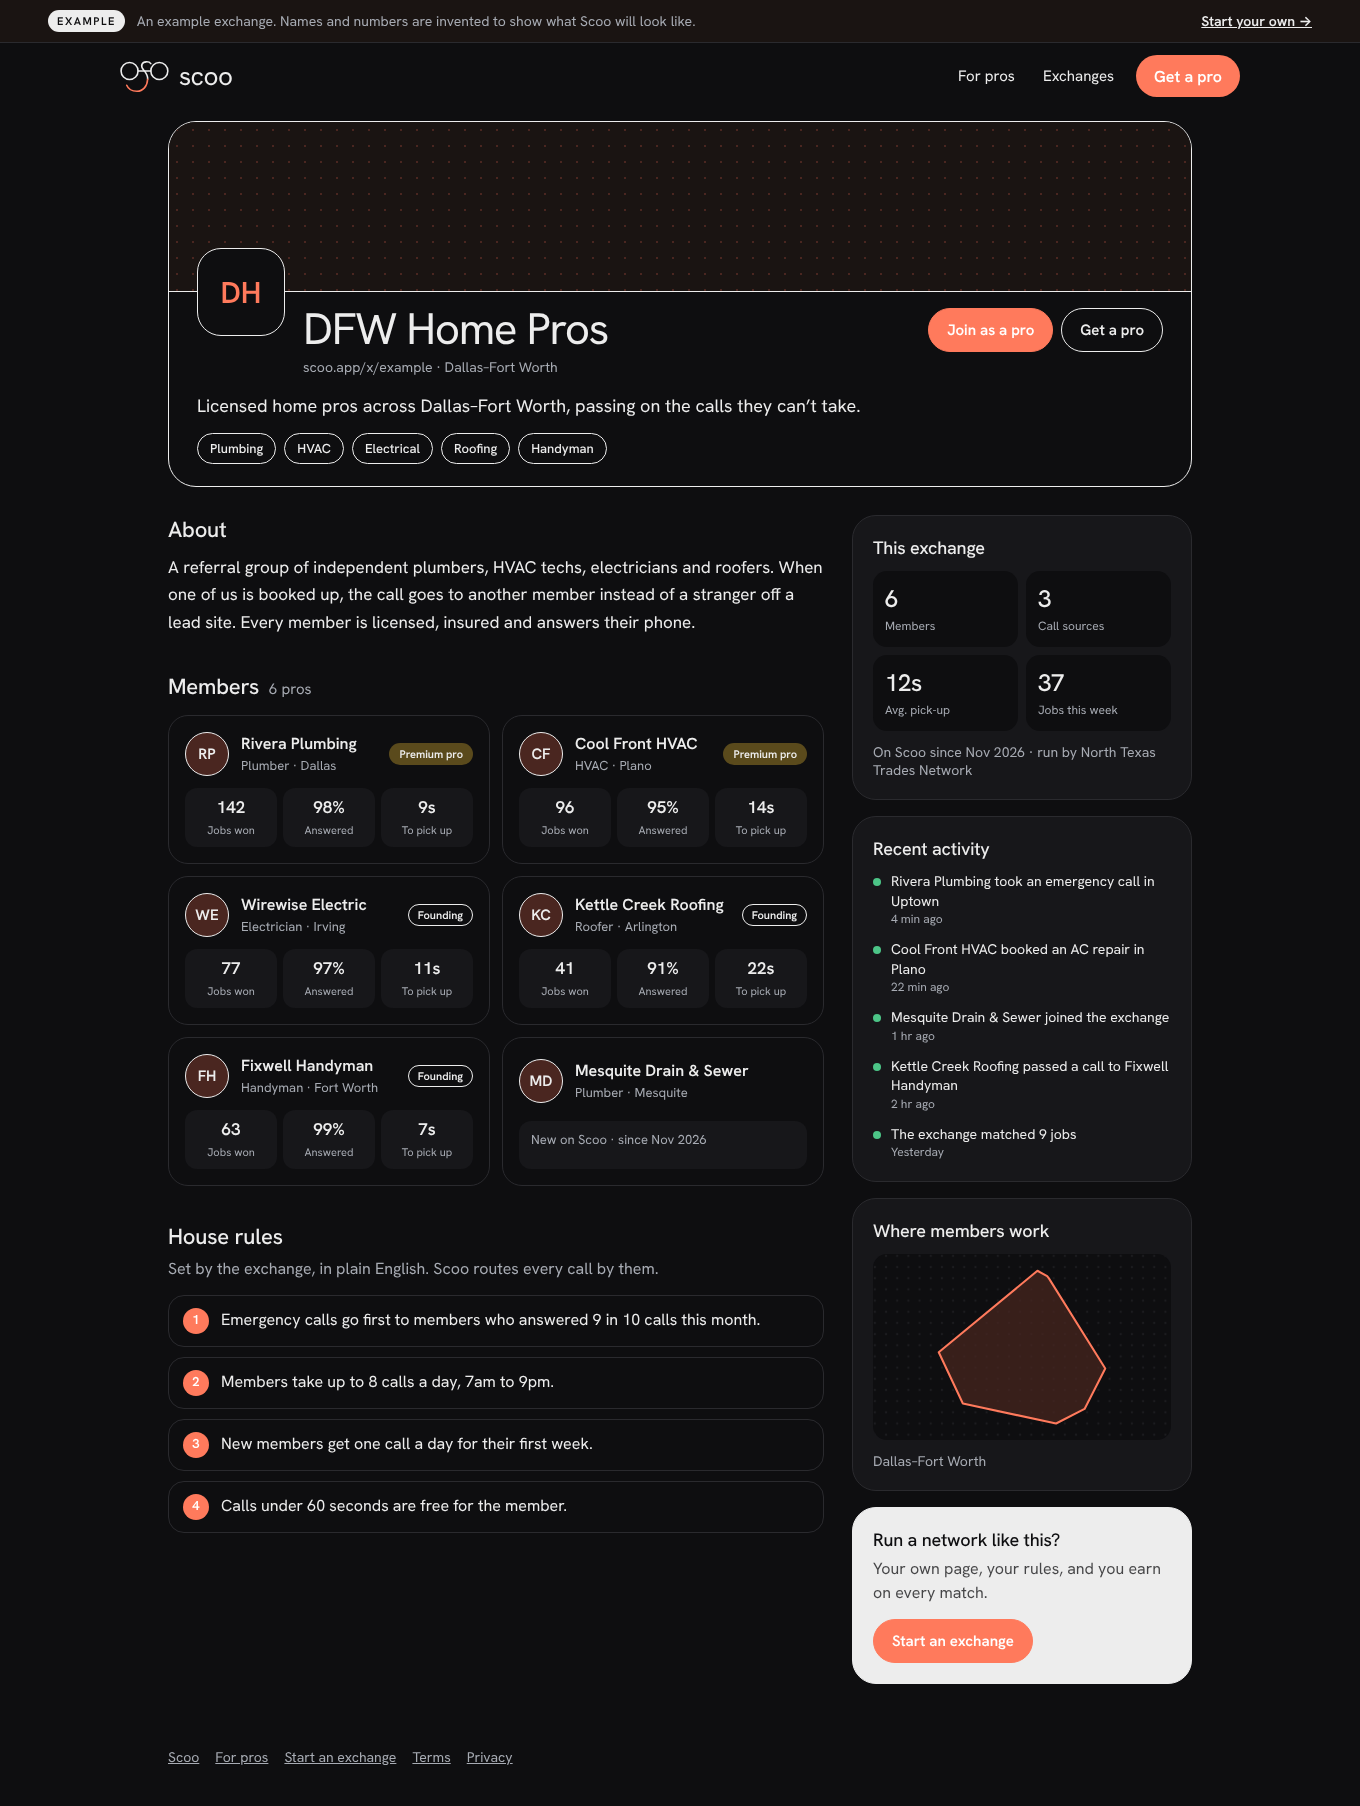 EXAMPLE An example exchange. Names and numbers are invented to show what Scoo will look like. Start your own →
scoo
For pros Exchanges Get a pro
DH
DFW Home Pros
Join as a pro Get a pro
scoo.app/x/example · Dallas–Fort Worth
Licensed home pros across Dallas–Fort Worth, passing on the calls they can’t take.
Plumbing HVAC Electrical Roofing Handyman
About
A referral group of independent plumbers, HVAC techs, electricians and roofers. When
one of us is booked up, the call goes to another member instead of a stranger off a
lead site. Every member is licensed, insured and answers their phone.
Members 6 pros
RP
Rivera Plumbing
Plumber · Dallas
Premium pro
142 98% 9s
Jobs won Answered To pick up
CF
Cool Front HVAC
HVAC · Plano
Premium pro
96 95% 14s
Jobs won Answered To pick up
WE
Wirewise Electric
Electrician · Irving
Founding
77 97% 11s
Jobs won Answered To pick up
KC
Kettle Creek Roofing
Roofer · Arlington
Founding
41 91% 22s
Jobs won Answered To pick up
FH
Fixwell Handyman
Handyman · Fort Worth
Founding
63 99% 7s
Jobs won Answered To pick up
MD
Mesquite Drain & Sewer
Plumber · Mesquite
New on Scoo · since Nov 2026
House rules
Set by the exchange, in plain English. Scoo routes every call by them.
1 Emergency calls go first to members who answered 9 in 10 calls this month.
2 Members take up to 8 calls a day, 7am to 9pm.
3 New members get one call a day for their first week.
4 Calls under 60 seconds are free for the member.
This exchange
6 3
Members Call sources
12s 37
Avg. pick-up Jobs this week
On Scoo since Nov 2026 · run by North Texas
Trades Network
Recent activity
Rivera Plumbing took an emergency call in
Uptown
4 min ago
Cool Front HVAC booked an AC repair in
Plano
22 min ago
Mesquite Drain & Sewer joined the exchange
1 hr ago
Kettle Creek Roofing passed a call to Fixwell
Handyman
2 hr ago
The exchange matched 9 jobs
Yesterday
Where members work
Dallas–Fort Worth
Run a network like this?
Your own page, your rules, and you earn
on every match.
Start an exchange
Scoo For pros Start an exchange Terms Privacy